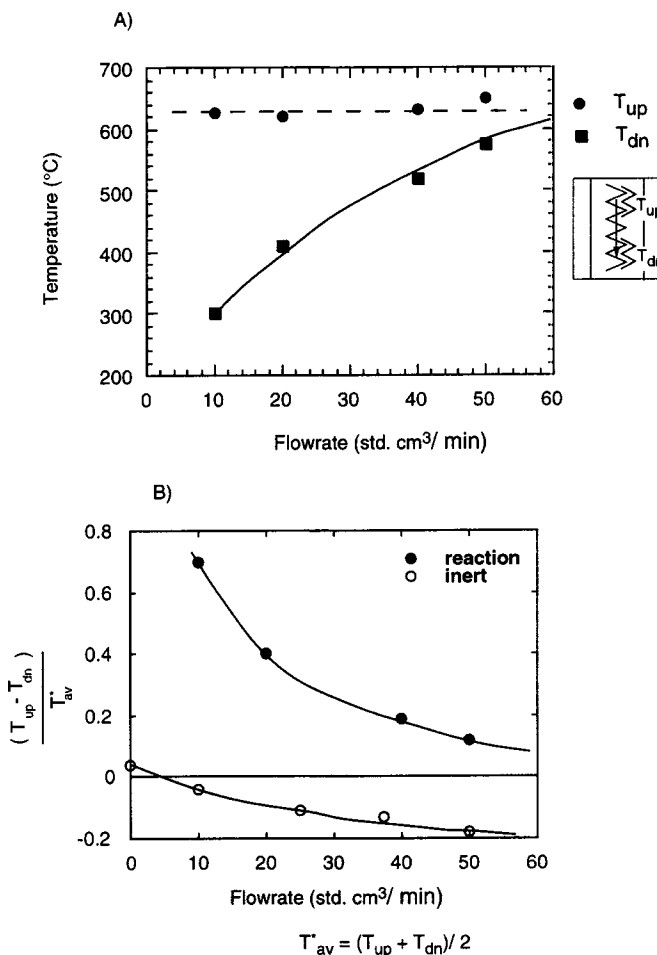 A)
700
600
500
400
300
200
Temperature (°C)
0 10 20 30 40 50 60
Flowrate (std. cm³/ min)
● T_up
■ T_dn
T_up
T_dn
B)
0.8
0.6
0.4
0.2
0
-0.2
( T_up - T_dn )
T*_av
● reaction
○ inert
0 10 20 30 40 50 60
Flowrate (std. cm³/ min)
T*_av = (T_up + T_dn)/ 2